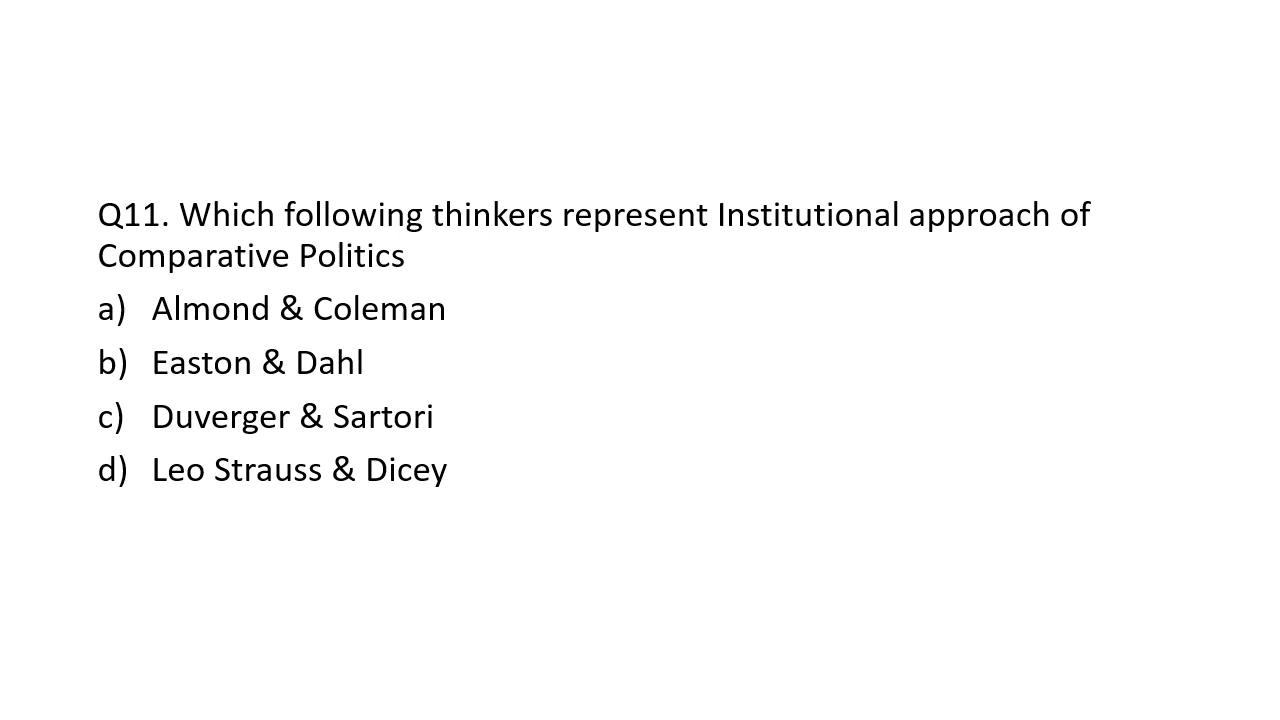 Q11. Which following thinkers represent Institutional approach of
Comparative Politics
a) Almond & Coleman
b) Easton & Dahl
c) Duverger & Sartori
d) Leo Strauss & Dicey